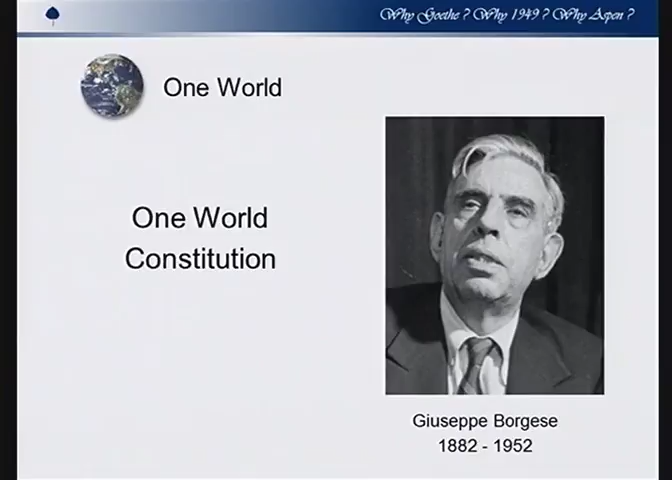 Why Goethe ? Why 1949 ? Why Aspen ?
One World
One World
Constitution
Giuseppe Borgese
1882 - 1952